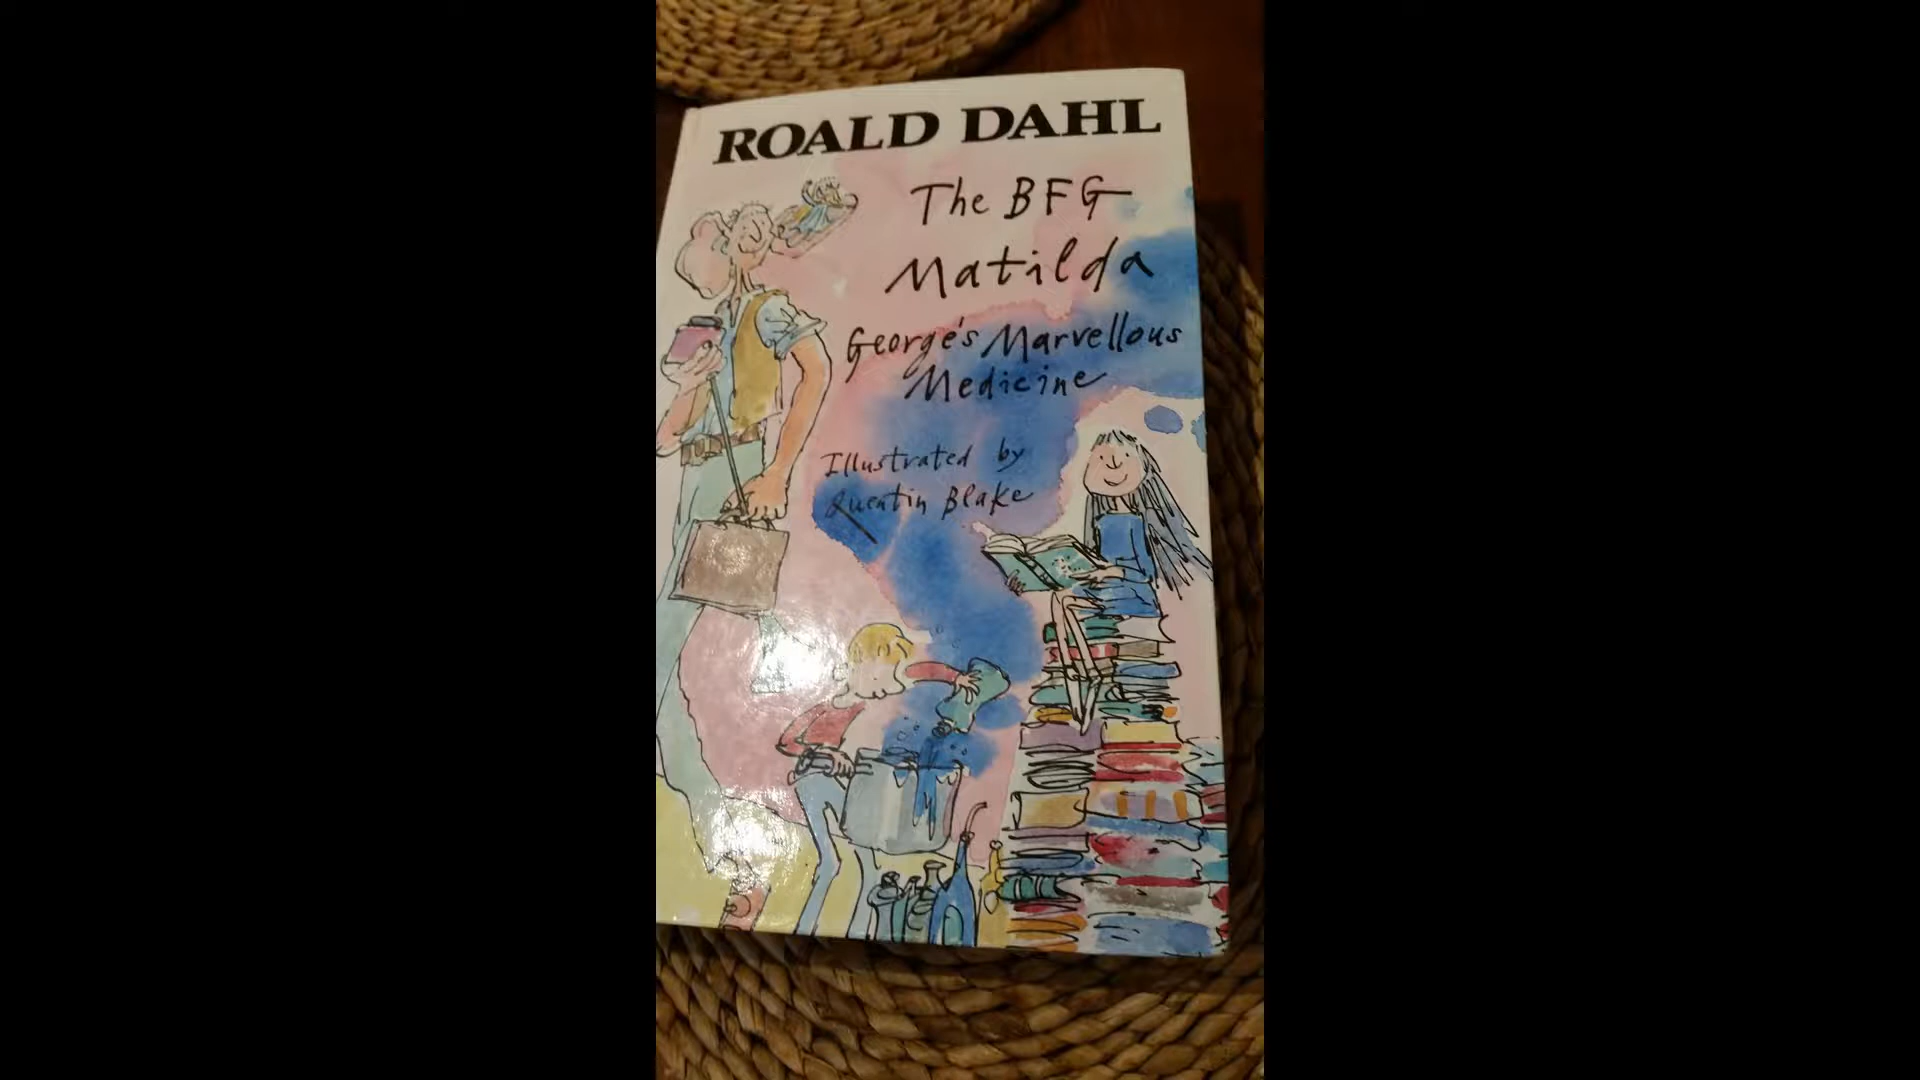 ROALD DAHL
The BFG
Matilda
George's Marvellous
Medicine
Illustrated by
Quentin Blake